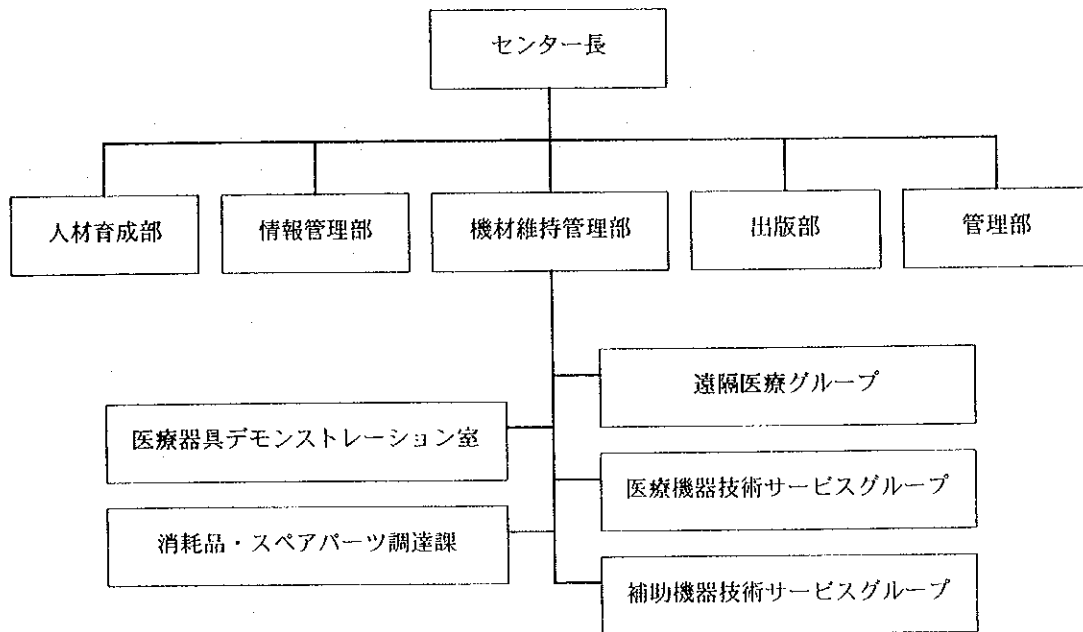 センター長
人材育成部
情報管理部
機材維持管理部
出版部
管理部
遠隔医療グループ
医療器具デモンストレーション室
医療機器技術サービスグループ
消耗品・スペアパーツ調達課
補助機器技術サービスグループ